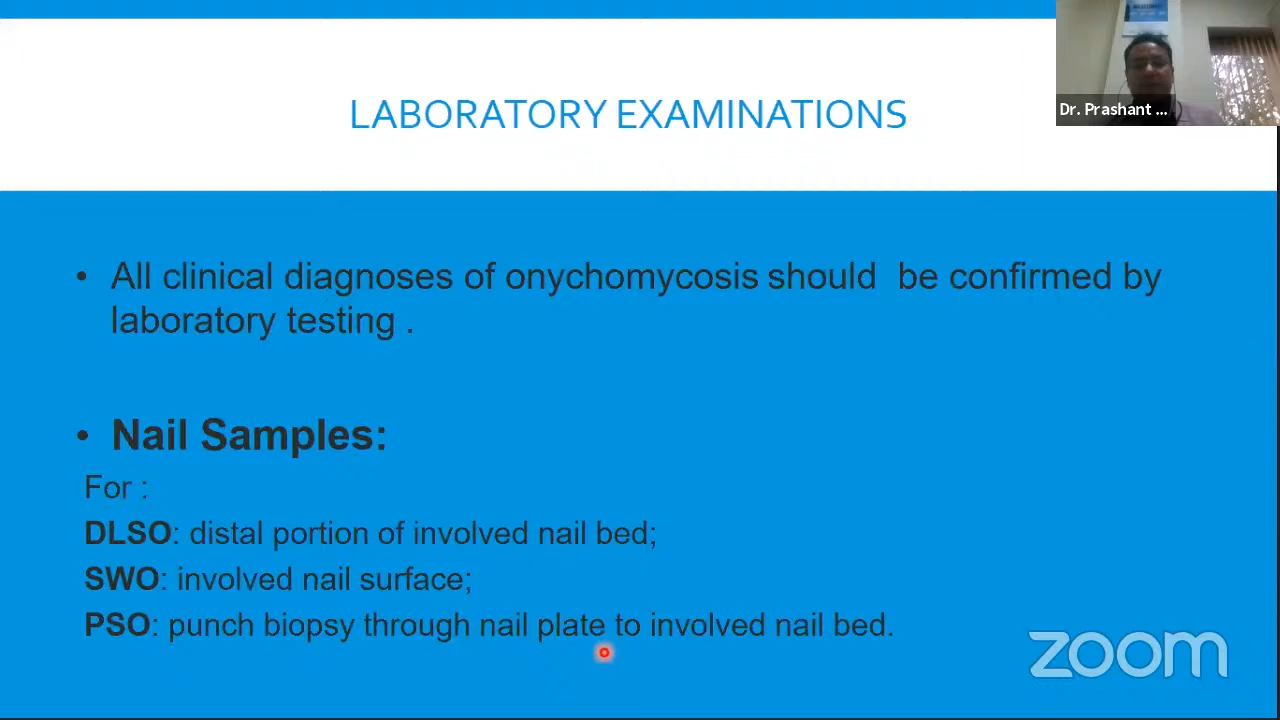 LABORATORY EXAMINATIONS
Dr. Prashant ...
• All clinical diagnoses of onychomycosis should  be confirmed by
laboratory testing .
• Nail Samples:
For :
DLSO: distal portion of involved nail bed;
SWO: involved nail surface;
PSO: punch biopsy through nail plate to involved nail bed.
zoom